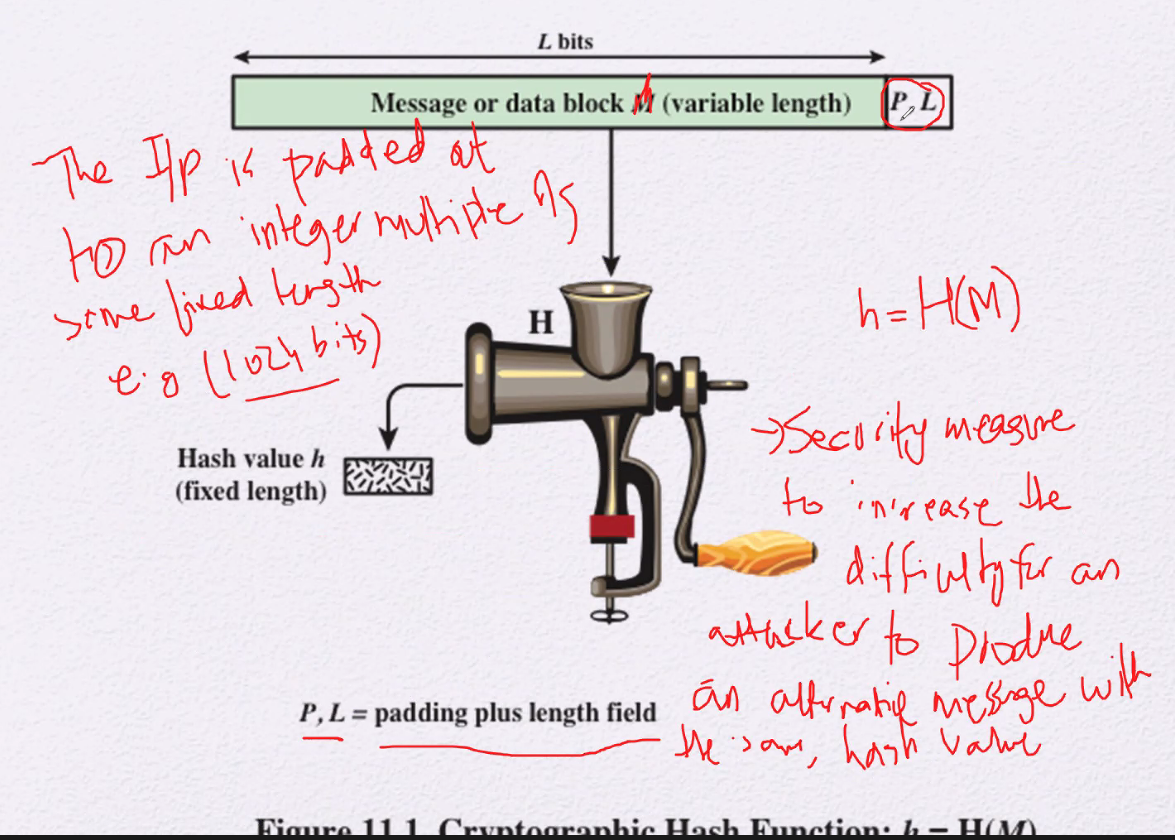 L bits
Message or data block M (variable length)
P, L
The I/p is padded at
to an integer multiple of
some fixed length
e.g (1024 bits)
H
h = H(M)
Hash value h
(fixed length)
→ Security measure
to increase the
difficulty for an
attacker to produce
an alternative message with
the same, hash value
P, L = padding plus length field
Figure 11.1 Cryptographic Hash Function: h = H(M)